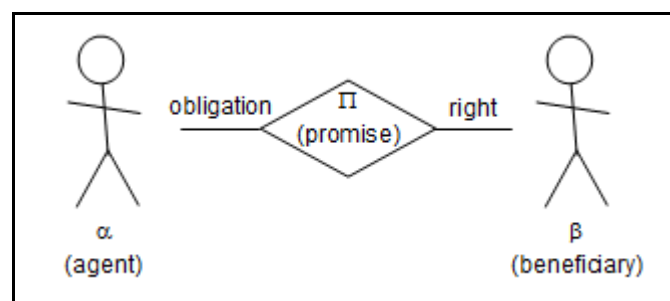 obligation
Π
(promise)
right
α
(agent)
β
(beneficiary)